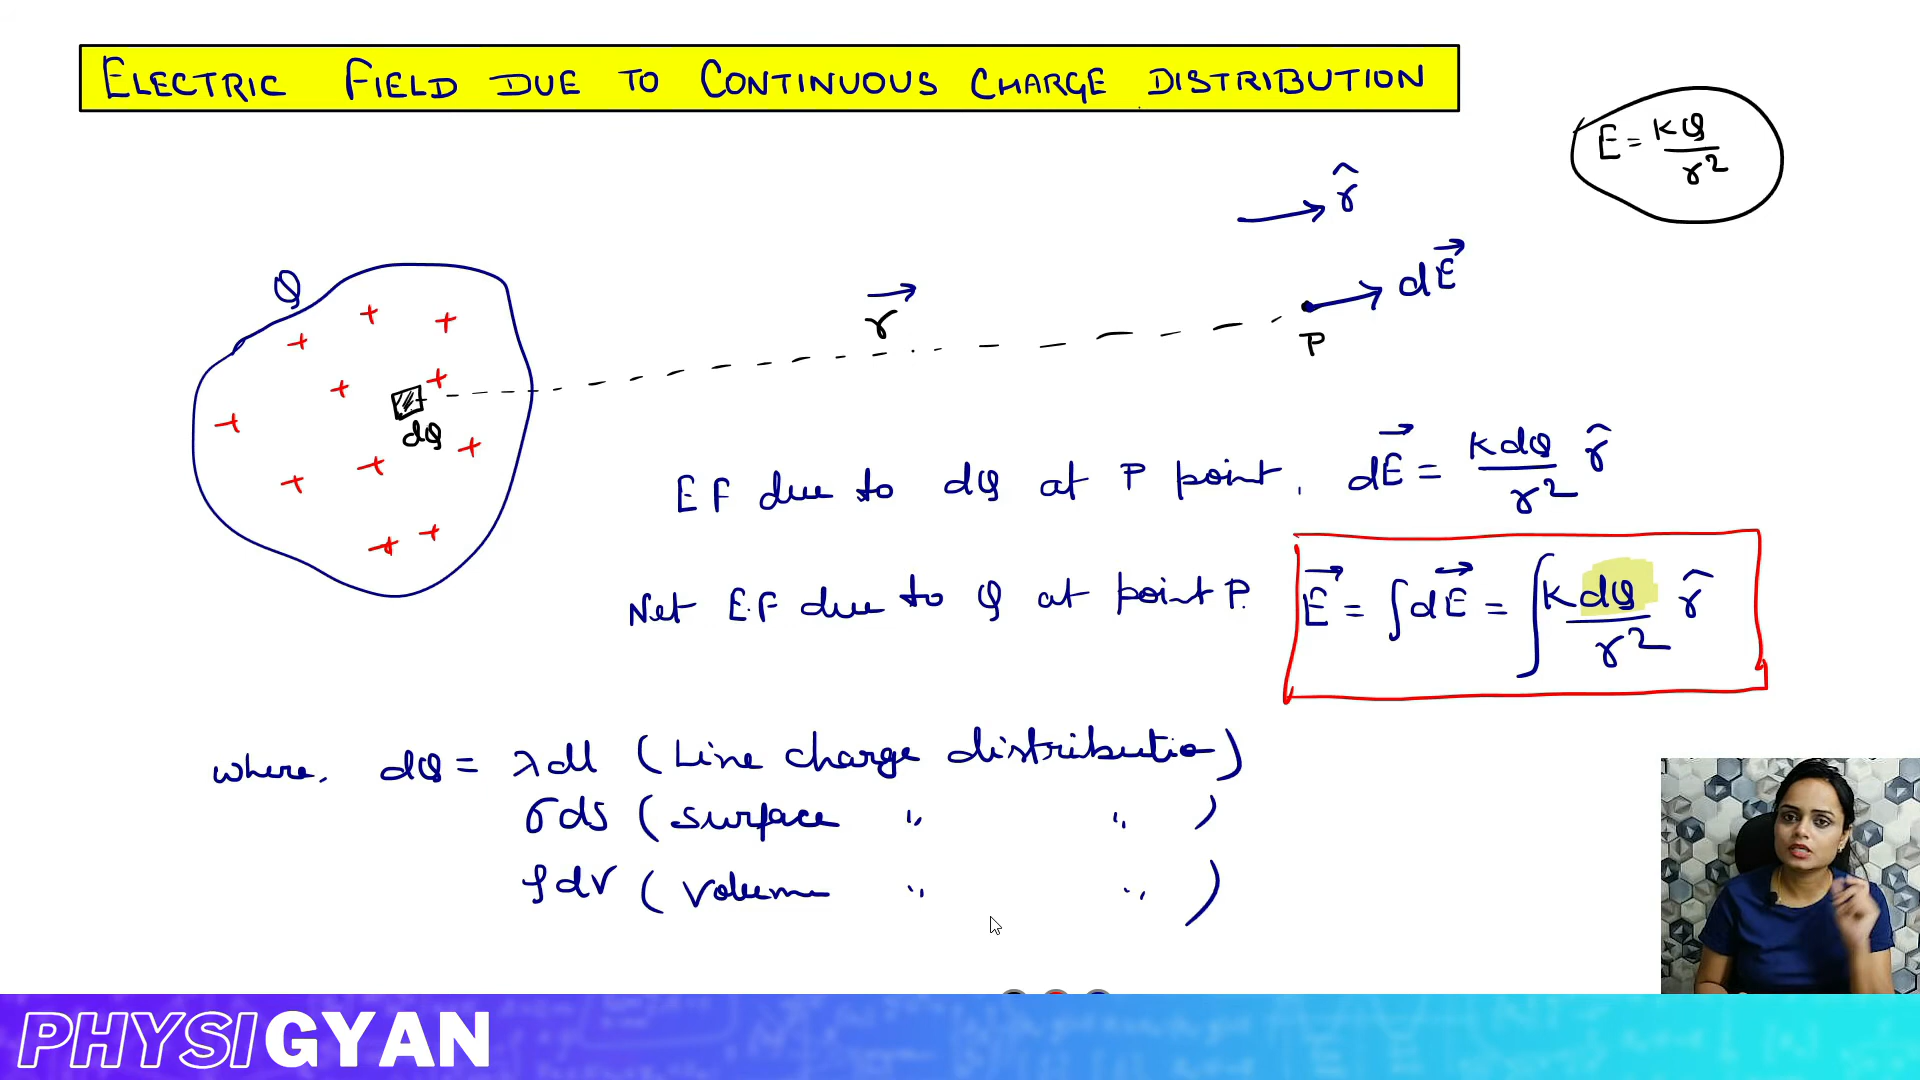 ELECTRIC FIELD DUE TO CONTINUOUS CHARGE DISTRIBUTION
E = KQ/r²
r̂
Q
dE⃗
r⃗
P
dQ
EF due to dQ at P point, dE⃗ = KdQ/r² r̂
Net E.F due to Q at point P. E⃗ = ∫dE⃗ = ∫KdQ/r² r̂
where, dQ = λdl (Line charge distributio)
σds (surface " " )
ρdV (Volume " " )
PHYSIGYAN